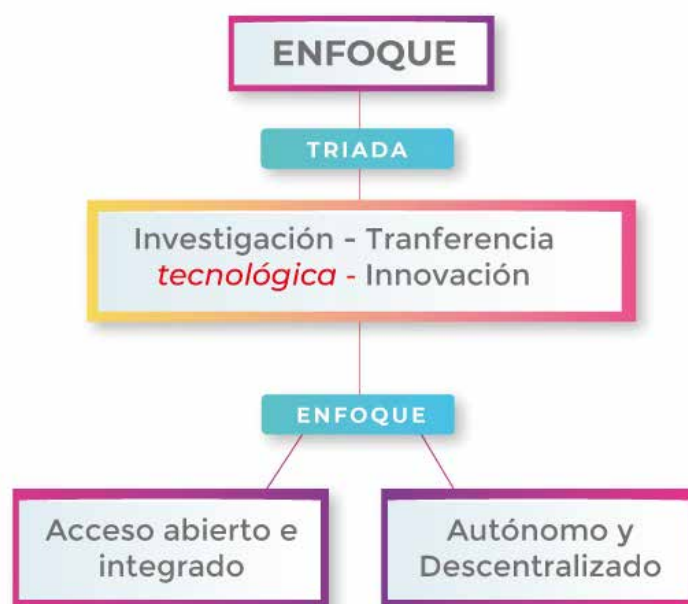 ENFOQUE
TRIADA
Investigación - Tranferencia
tecnológica - Innovación
ENFOQUE
Acceso abierto e
integrado
Autónomo y
Descentralizado